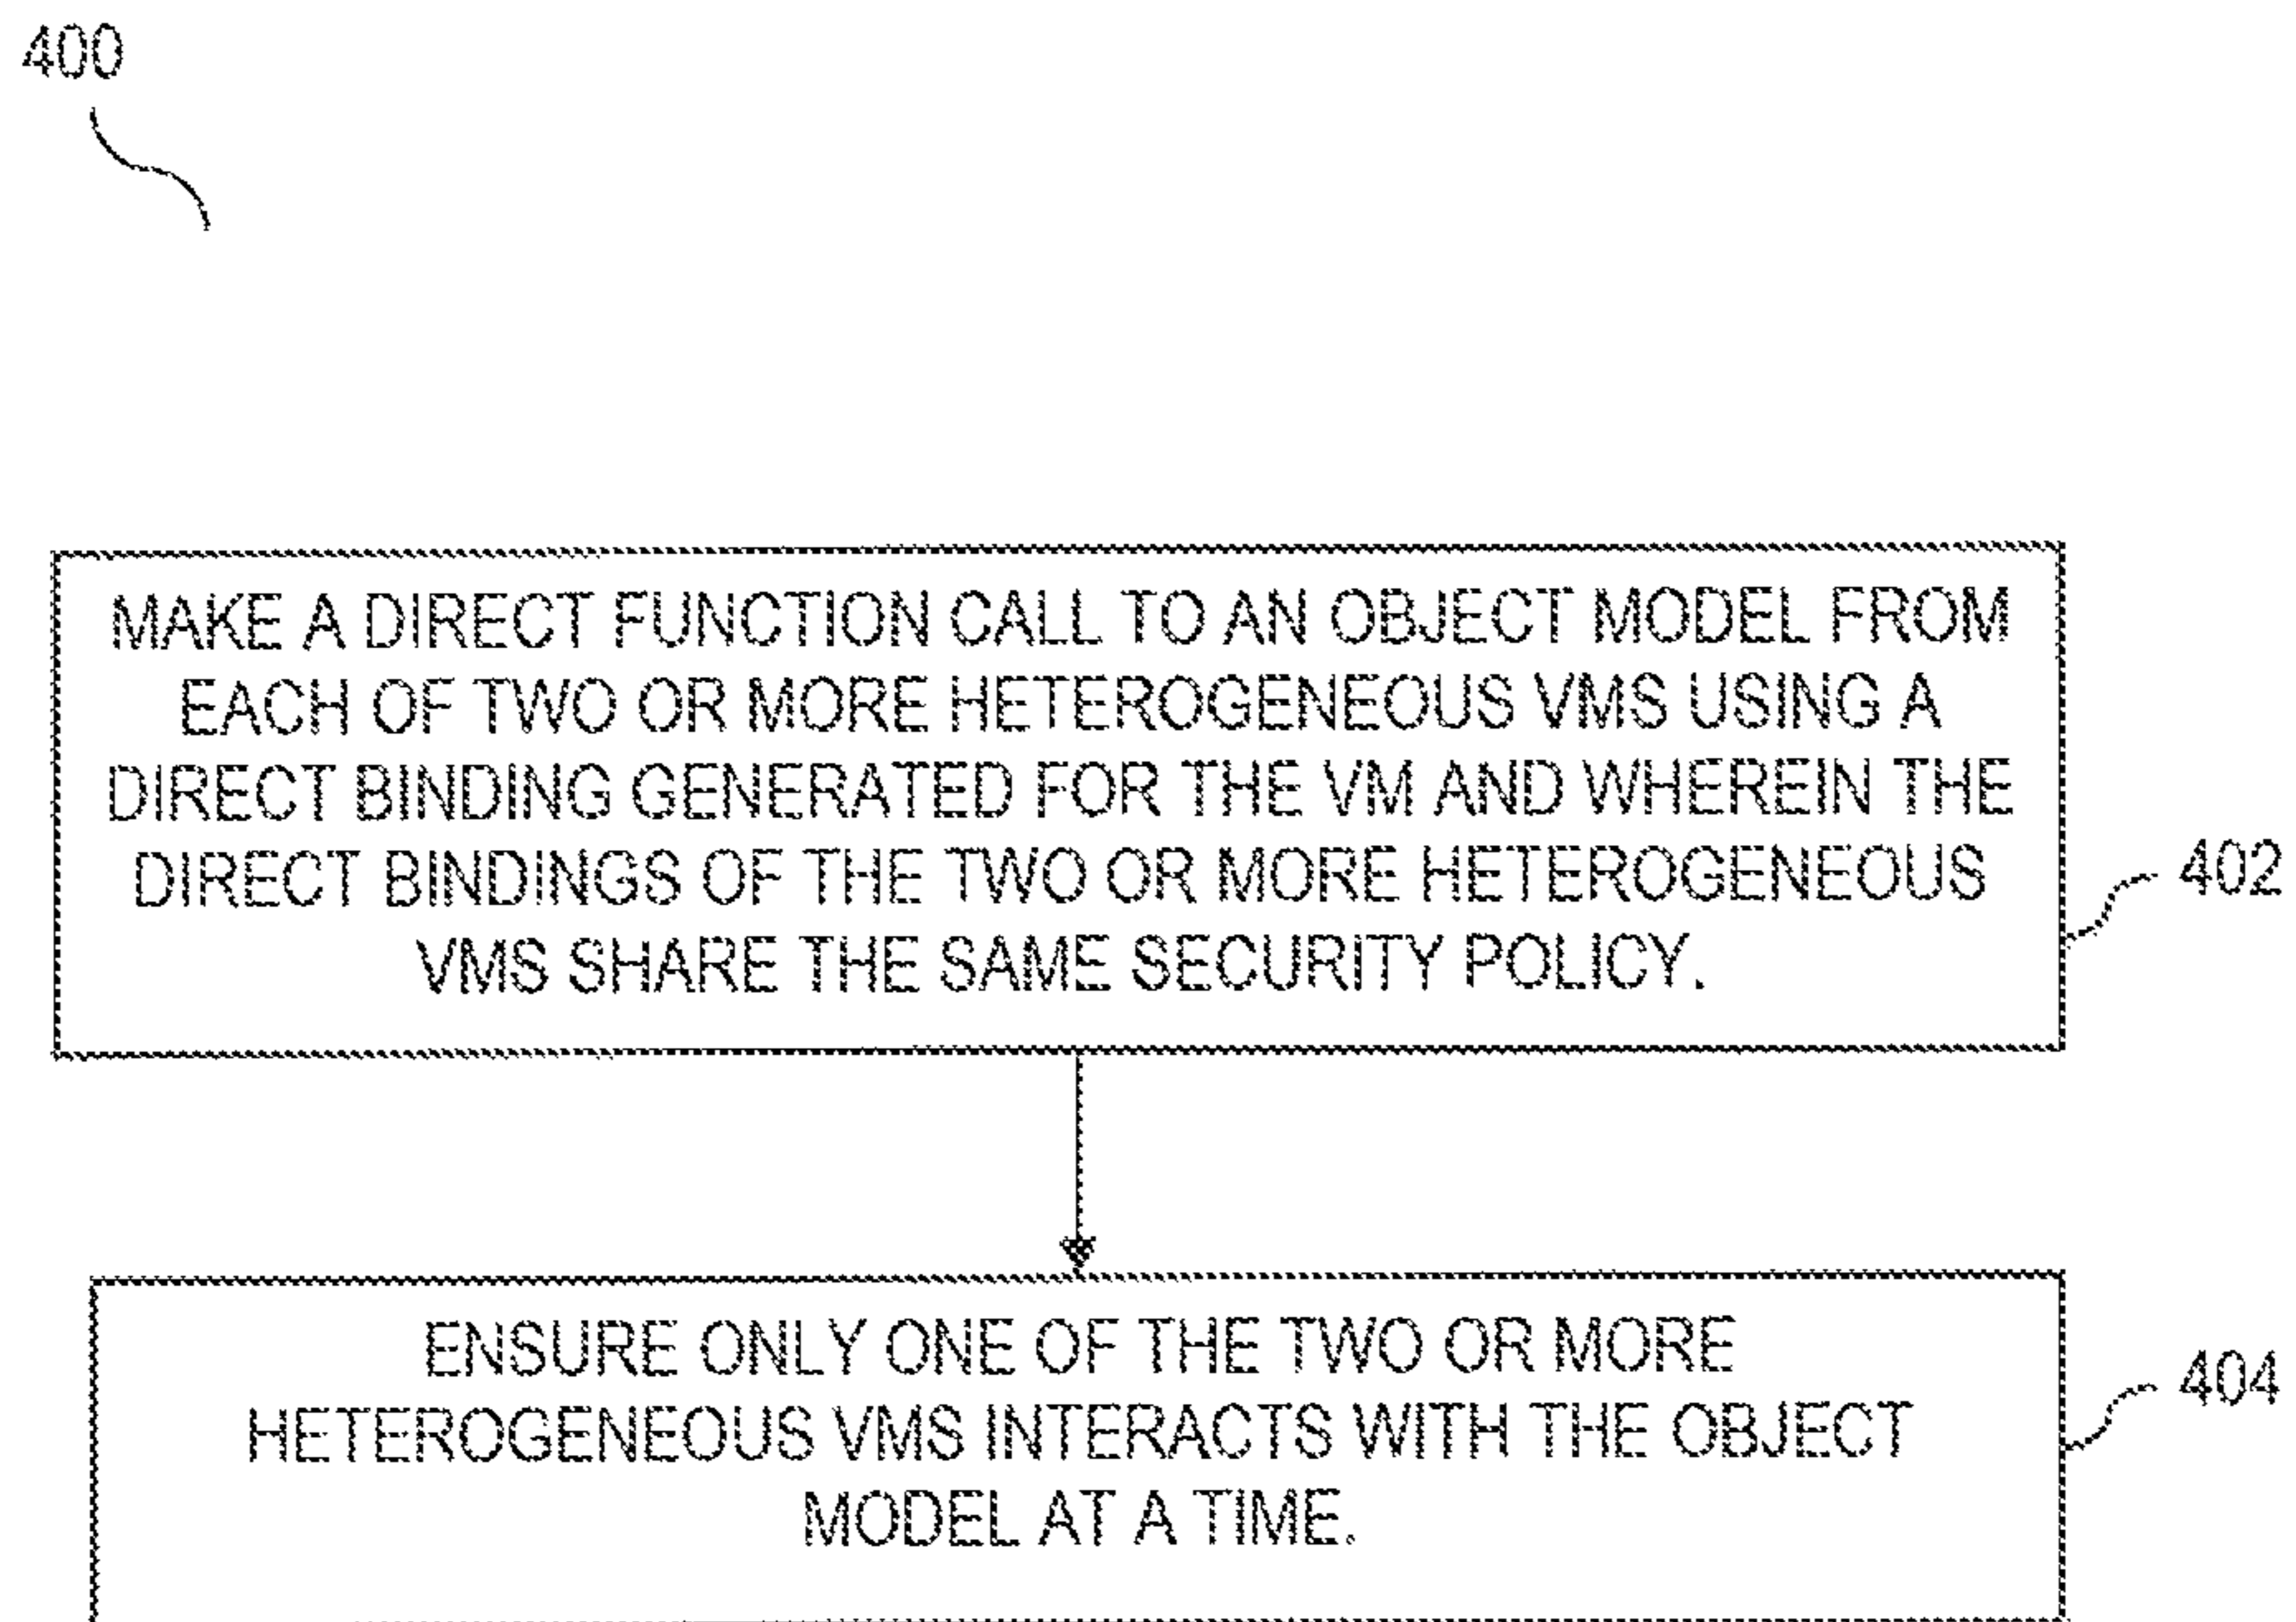 400
MAKE A DIRECT FUNCTION CALL TO AN OBJECT MODEL FROM
EACH OF TWO OR MORE HETEROGENEOUS VMS USING A
DIRECT BINDING GENERATED FOR THE VM AND WHEREIN THE
DIRECT BINDINGS OF THE TWO OR MORE HETEROGENEOUS
VMS SHARE THE SAME SECURITY POLICY.
402
ENSURE ONLY ONE OF THE TWO OR MORE
HETEROGENEOUS VMS INTERACTS WITH THE OBJECT
MODEL AT A TIME.
404